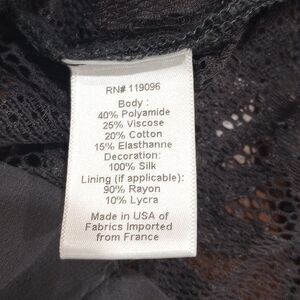 RN# 119096
Body :
40% Polyamide
25% Viscose
20% Cotton
15% Elasthanne
Decoration:
100% Silk
Lining (if applicable):
90% Rayon
10% Lycra
Made in USA of
Fabrics Imported
from France